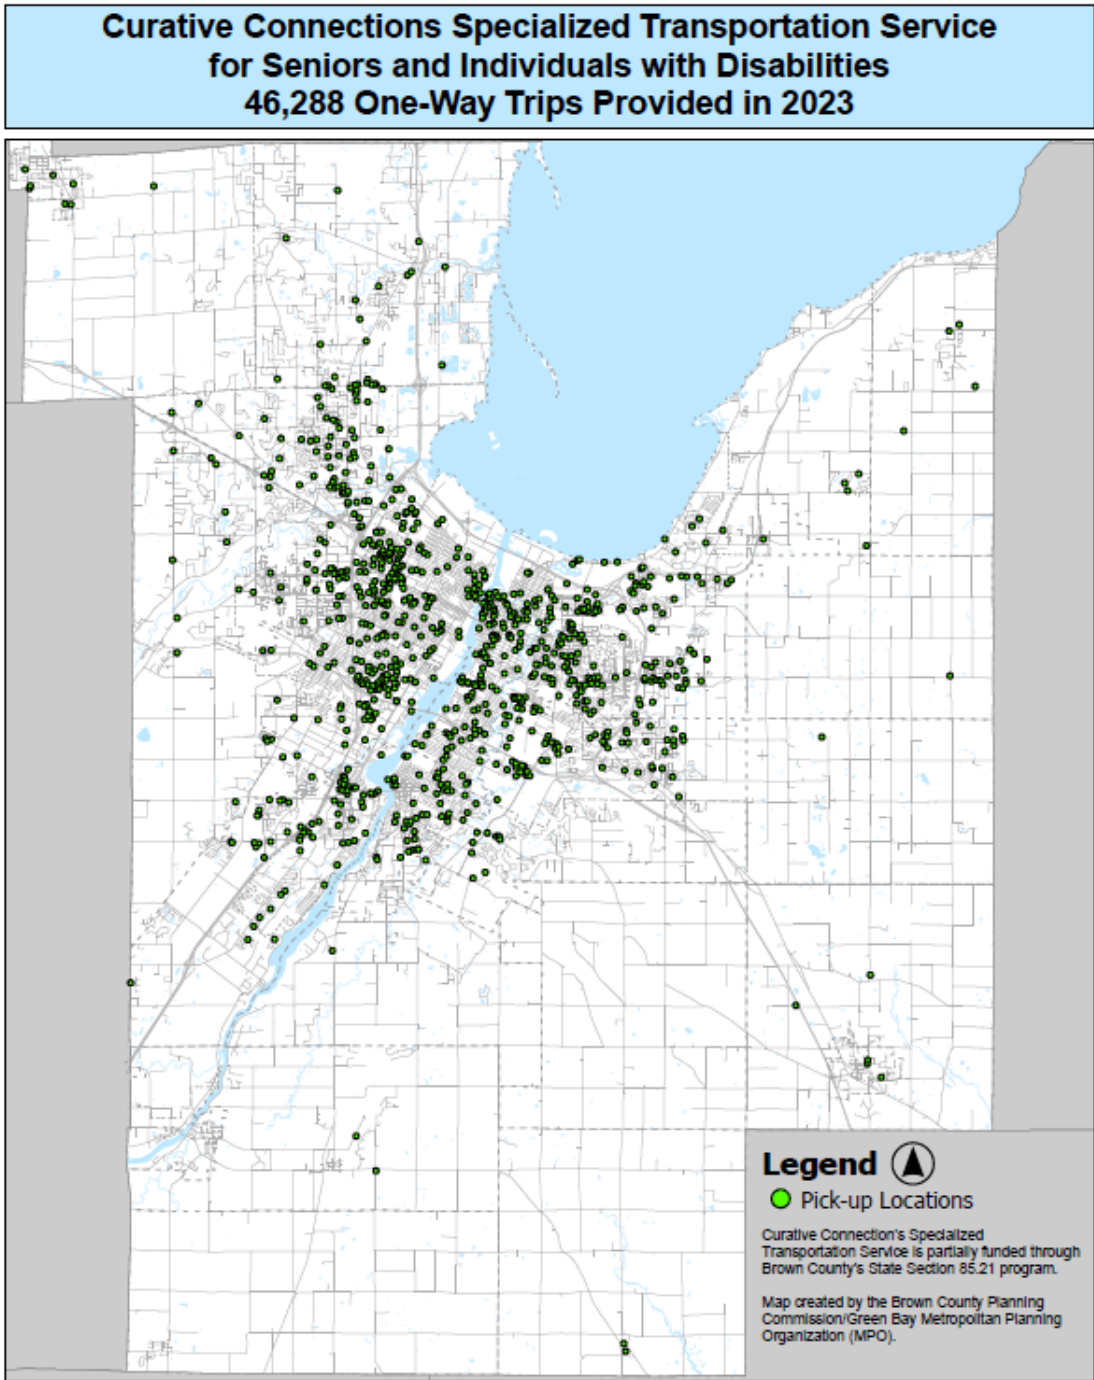 Curative Connections Specialized Transportation Service
for Seniors and Individuals with Disabilities
46,288 One-Way Trips Provided in 2023
Legend
Pick-up Locations
Curative Connection's Specialized
Transportation Service is partially funded through
Brown County's State Section 85.21 program.
Map created by the Brown County Planning
Commission/Green Bay Metropolitan Planning
Organization (MPO).